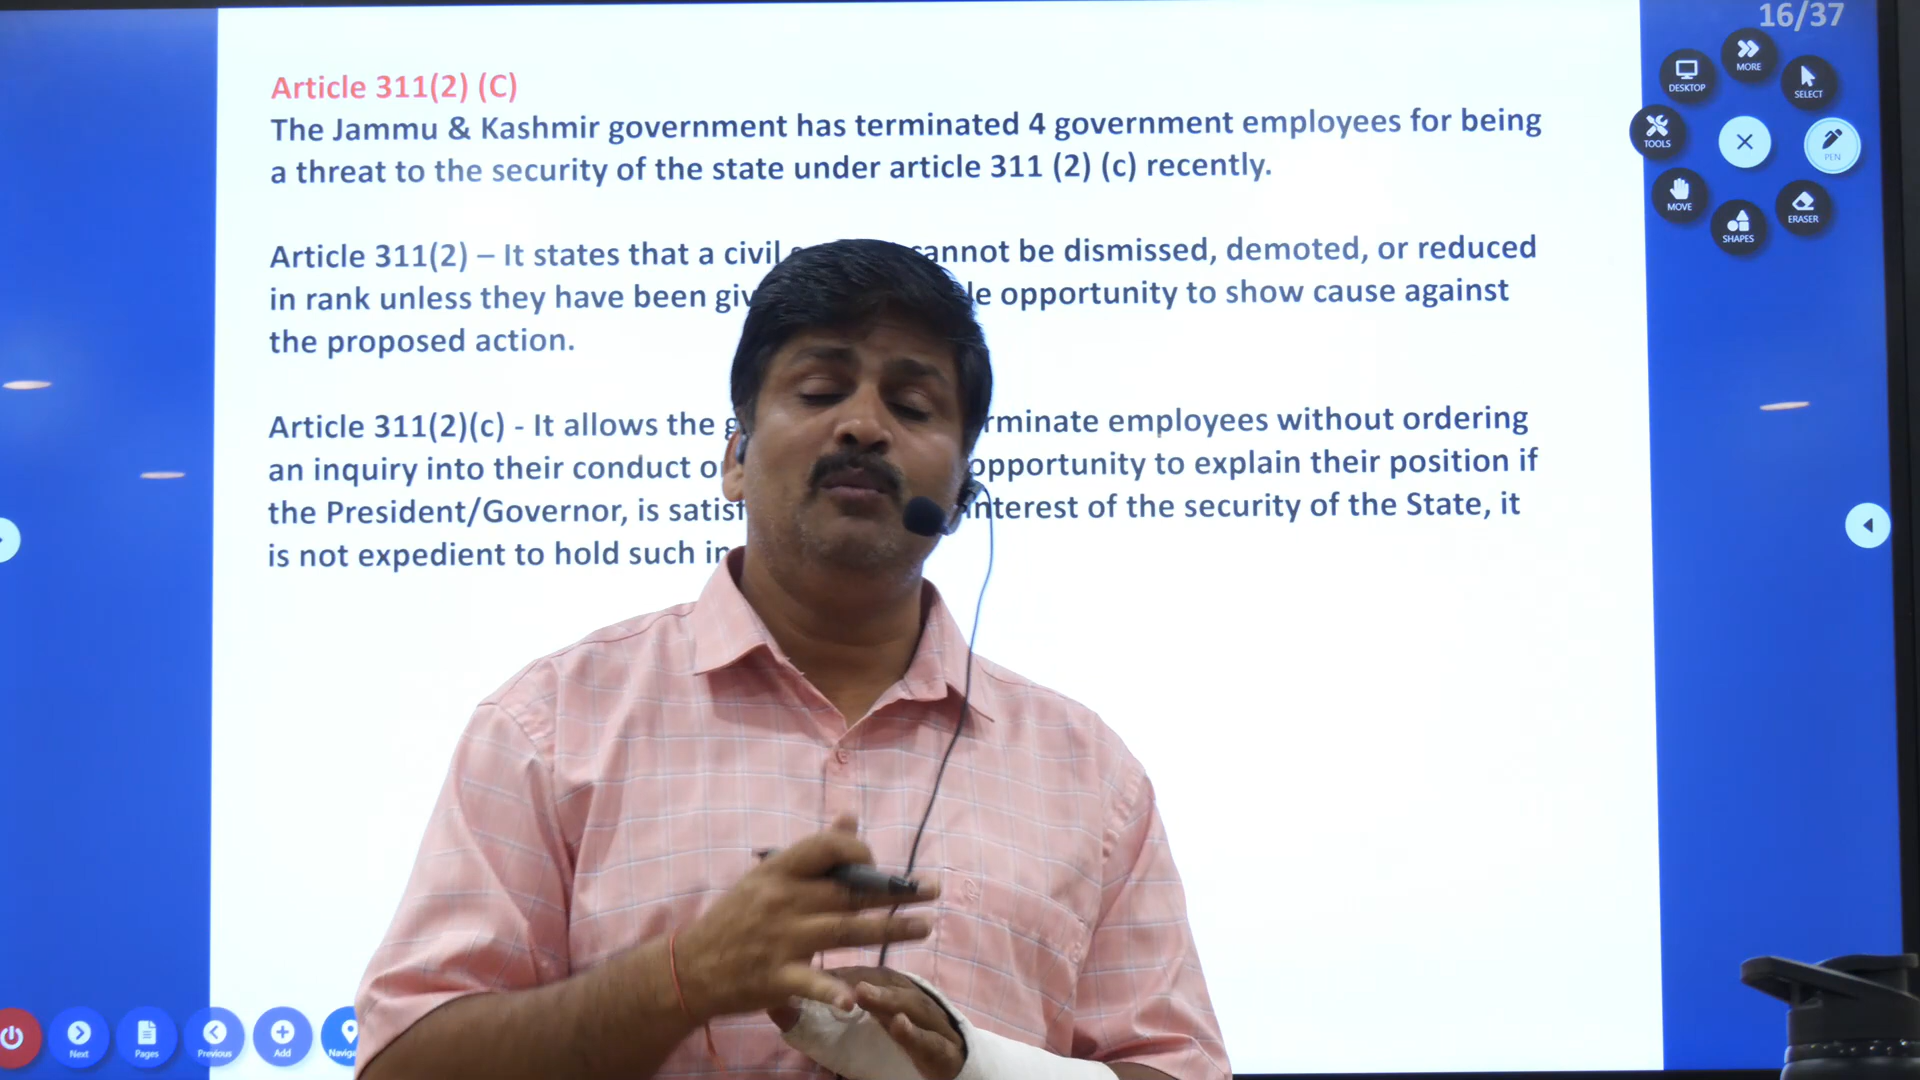 16/37
MORE
DESKTOP
SELECT
TOOLS
PEN
MOVE
ERASER
SHAPES
Article 311(2) (C)
The Jammu & Kashmir government has terminated 4 government employees for being
a threat to the security of the state under article 311 (2) (c) recently.
Article 311(2) – It states that a civil cannot be dismissed, demoted, or reduced
in rank unless they have been opportunity to show cause against
the proposed action.
Article 311(2)(c) - It allows the employees without ordering
an inquiry into their conduct opportunity to explain their position if
the President/Governor, is interest of the security of the State, it
is not expedient to hold such
Next
Pages
Previous
Add